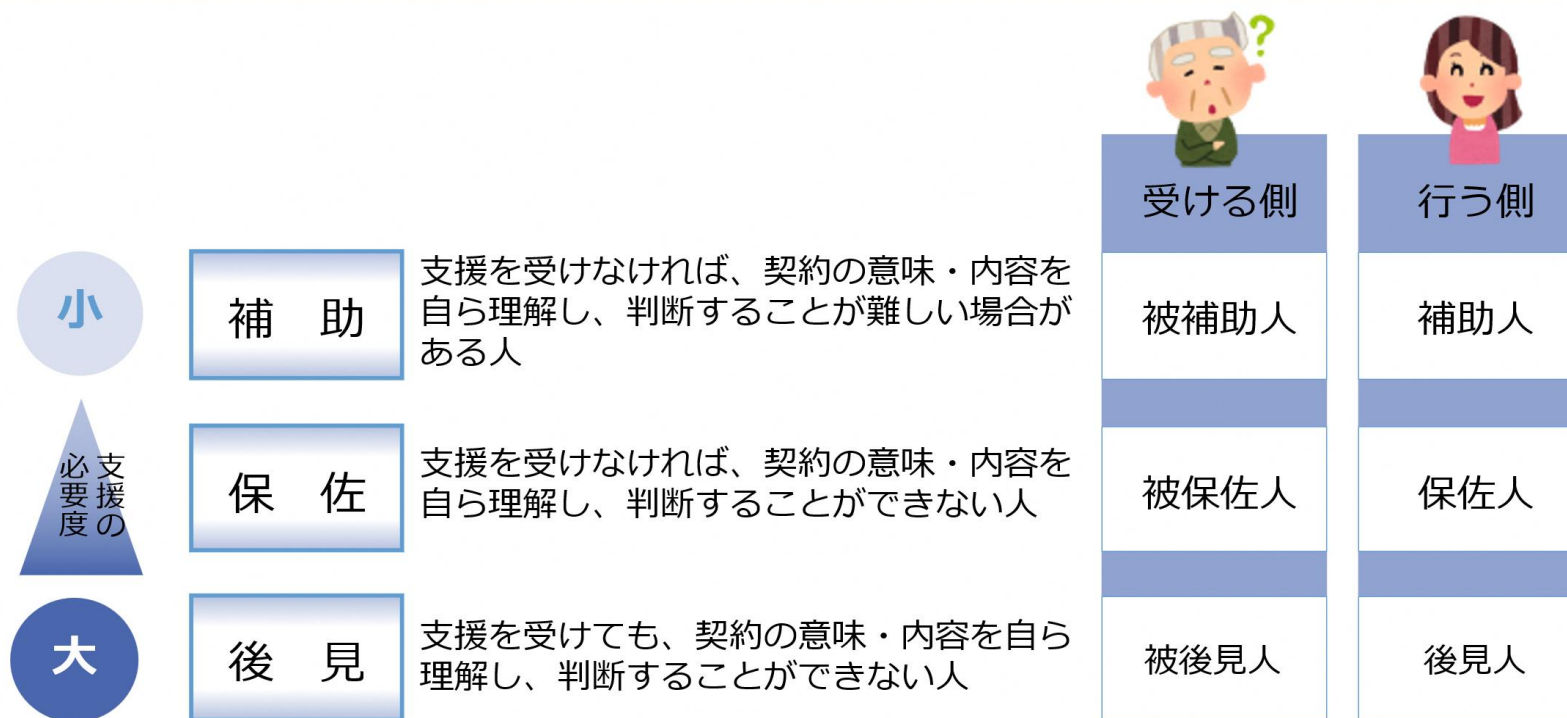 ?
受ける側
行う側
小
補 助
支援を受けなければ、契約の意味・内容を
自ら理解し、判断することが難しい場合が
ある人
被補助人
補助人
支援の
必要度
保 佐
支援を受けなければ、契約の意味・内容を
自ら理解し、判断することができない人
被保佐人
保佐人
大
後 見
支援を受けても、契約の意味・内容を自ら
理解し、判断することができない人
被後見人
後見人